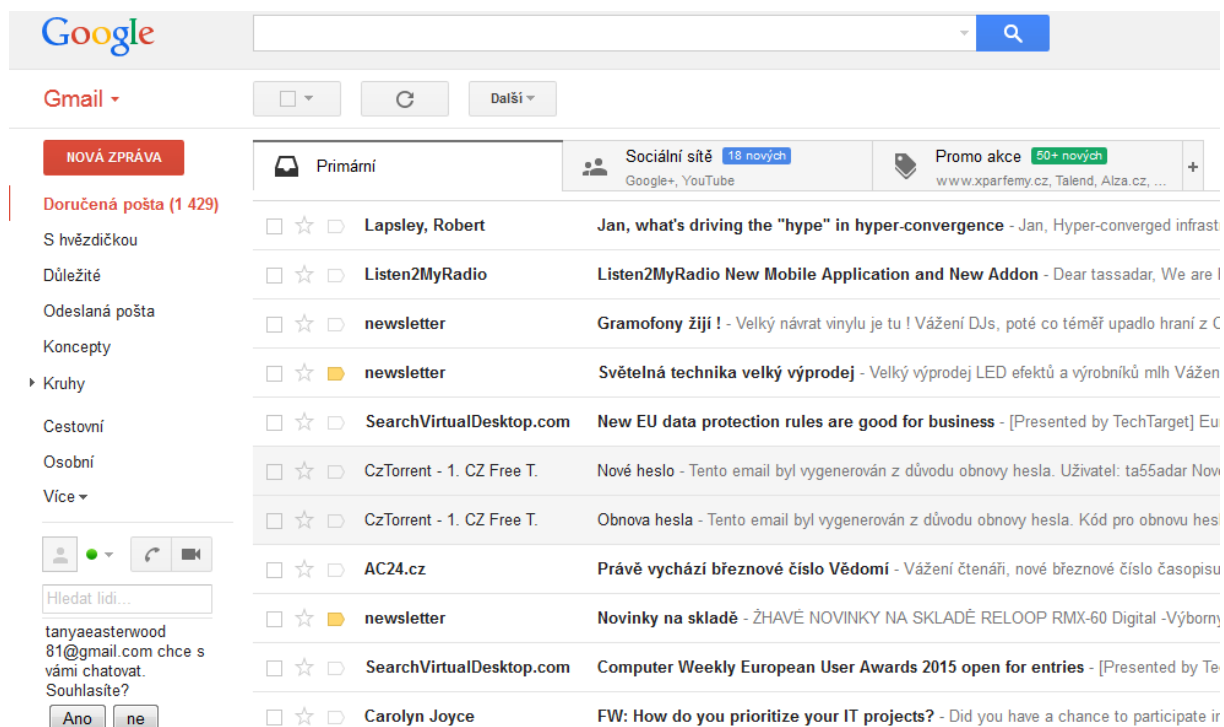 Google
Gmail
Další
NOVÁ ZPRÁVA
Primární
Sociální sítě 18 nových
Google+, YouTube
Promo akce 50+ nových
www.xparfemy.cz, Talend, Alza.cz, ...
+
Doručená pošta (1 429)
S hvězdičkou
Důležité
Odeslaná pošta
Koncepty
Kruhy
Cestovní
Osobní
Více
Hledat lidi...
tanyaeasterwood
81@gmail.com chce s
vámi chatovat.
Souhlasíte?
Ano ne
Lapsley, Robert Jan, what's driving the "hype" in hyper-convergence - Jan, Hyper-converged infrast
Listen2MyRadio Listen2MyRadio New Mobile Application and New Addon - Dear tassadar, We are
newsletter Gramofony žijí ! - Velký návrat vinylu je tu ! Vážení DJs, poté co téměř upadlo hraní z
newsletter Světelná technika velký výprodej - Velký výprodej LED efektů a výrobníků mlh Vážen
SearchVirtualDesktop.com New EU data protection rules are good for business - [Presented by TechTarget] Eu
CzTorrent - 1. CZ Free T. Nové heslo - Tento email byl vygenerován z důvodu obnovy hesla. Uživatel: ta55adar Nov
CzTorrent - 1. CZ Free T. Obnova hesla - Tento email byl vygenerován z důvodu obnovy hesla. Kód pro obnovu hes
AC24.cz Právě vychází březnové číslo Vědomí - Vážení čtenáři, nové březnové číslo časopisu
newsletter Novinky na skladě - ŽHAVÉ NOVINKY NA SKLADĚ RELOOP RMX-60 Digital -Výborn
SearchVirtualDesktop.com Computer Weekly European User Awards 2015 open for entries - [Presented by Te
Carolyn Joyce FW: How do you prioritize your IT projects? - Did you have a chance to participate in